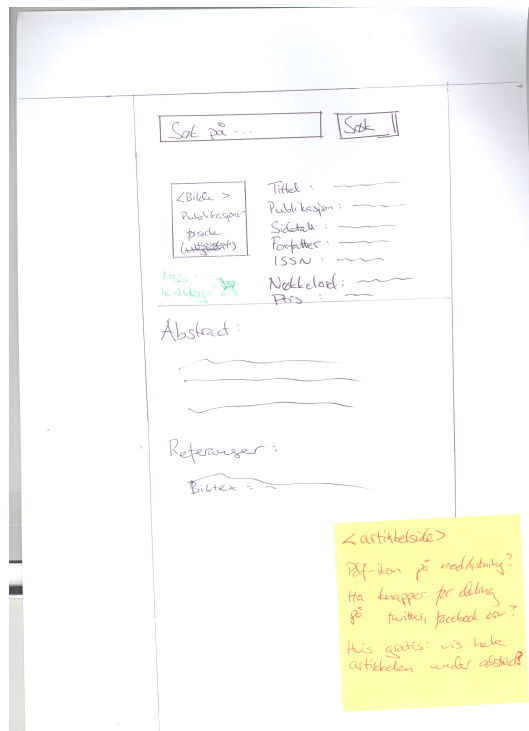 Søk på ...
Søk
<Bilde>
Publikasjons-
forside
Tittel :
Publikasjon :
Sidetall :
Forfatter :
ISSN :
Nøkkelord :
Pris :
Abstract :
Referanser :
Bibtex :
<artikkelside>
Pdf-ikon på nedlastning?
Ha knapper for deling
på twitter, facebook osv?
Hvis gratis: vis hele
artikkelen under abstract?